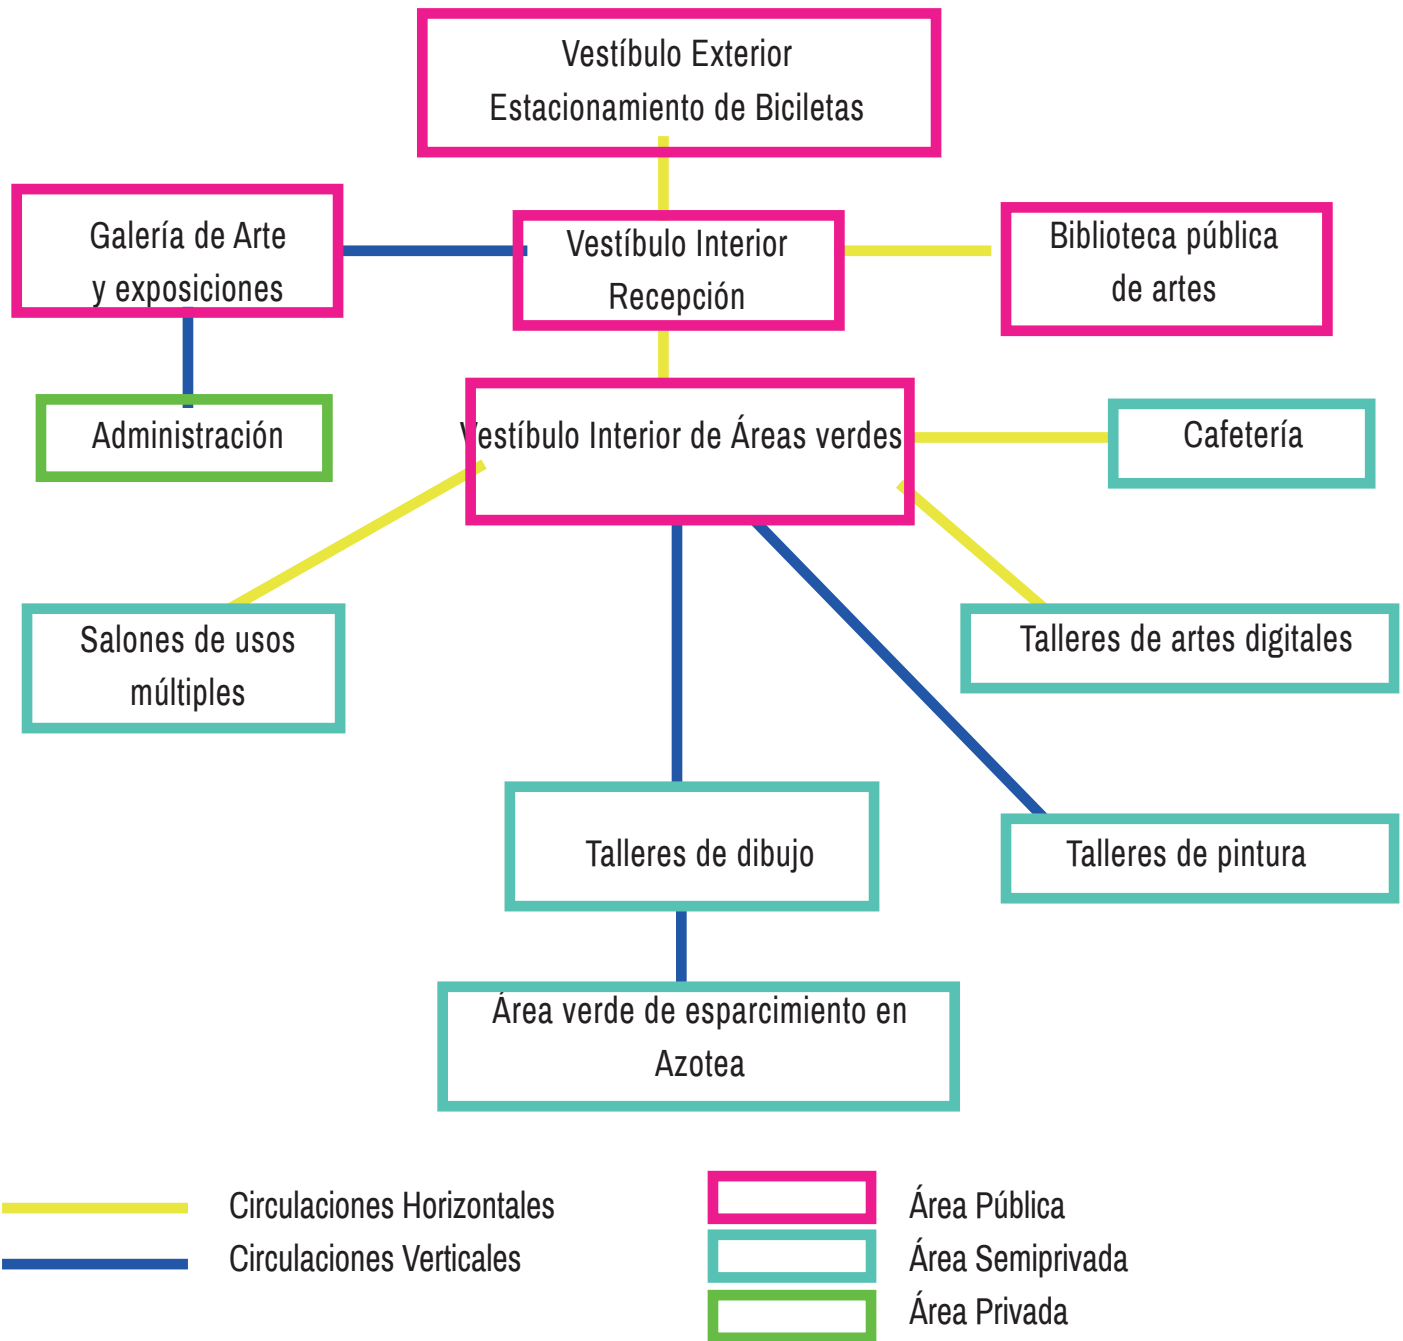 Vestíbulo Exterior
Estacionamiento de Biciletas
Galería de Arte
y exposiciones
Vestíbulo Interior
Recepción
Biblioteca pública
de artes
Administración
Vestíbulo Interior de Áreas verdes
Cafetería
Salones de usos
múltiples
Talleres de artes digitales
Talleres de dibujo
Talleres de pintura
Área verde de esparcimiento en
Azotea
Circulaciones Horizontales
Circulaciones Verticales
Área Pública
Área Semiprivada
Área Privada